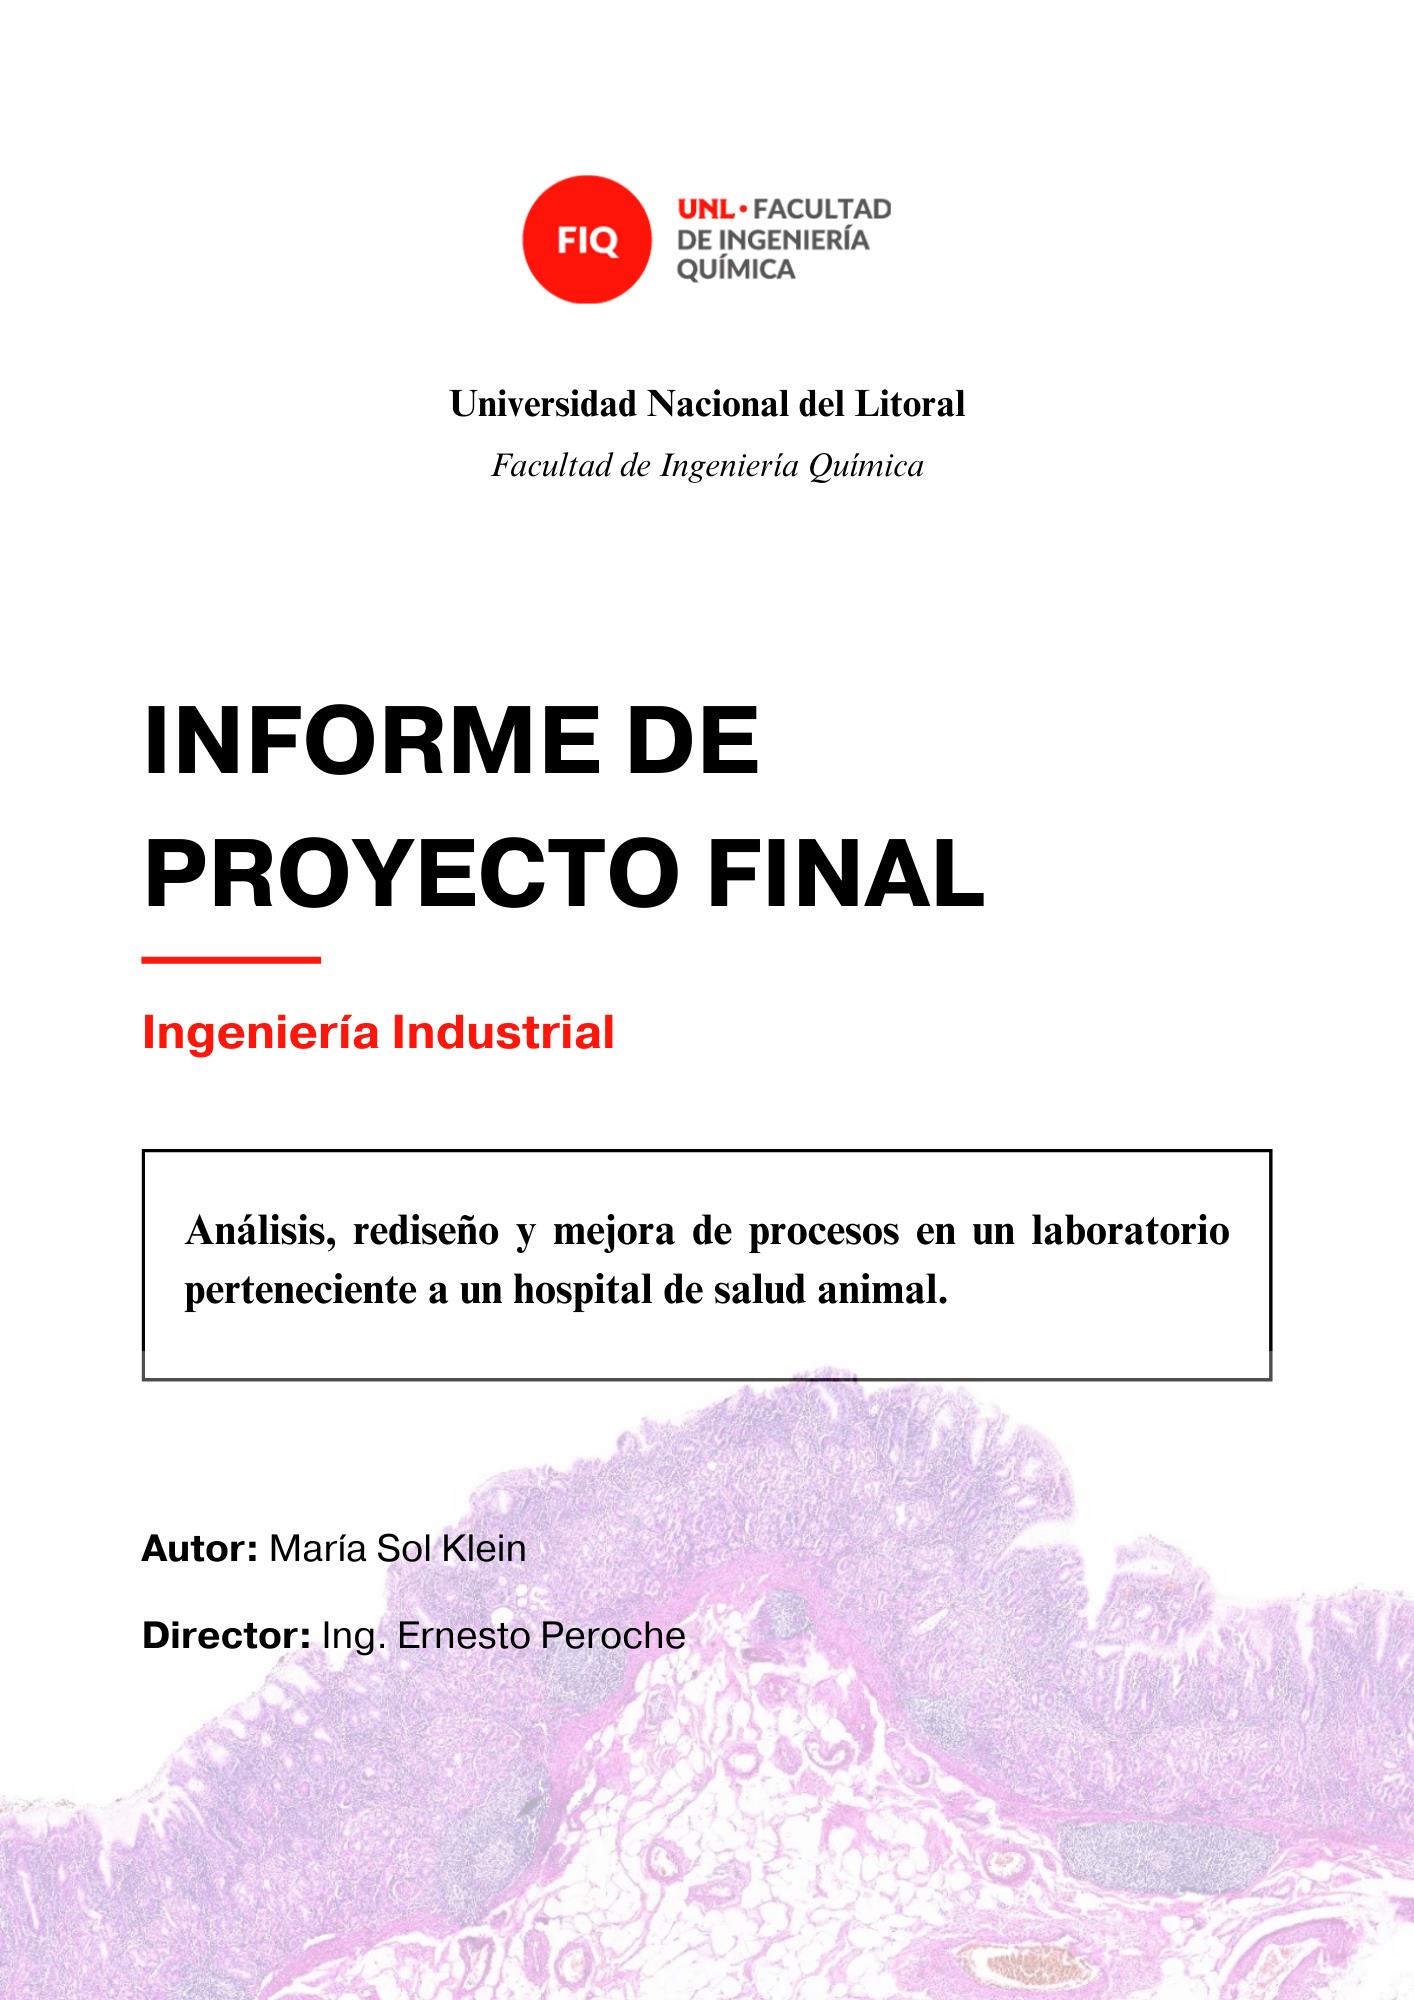 FIQ
UNL • FACULTAD
DE INGENIERÍA
QUÍMICA
Universidad Nacional del Litoral
Facultad de Ingeniería Química
INFORME DE
PROYECTO FINAL
Ingeniería Industrial
Análisis, rediseño y mejora de procesos en un laboratorio
perteneciente a un hospital de salud animal.
Autor: María Sol Klein
Director: Ing. Ernesto Peroche